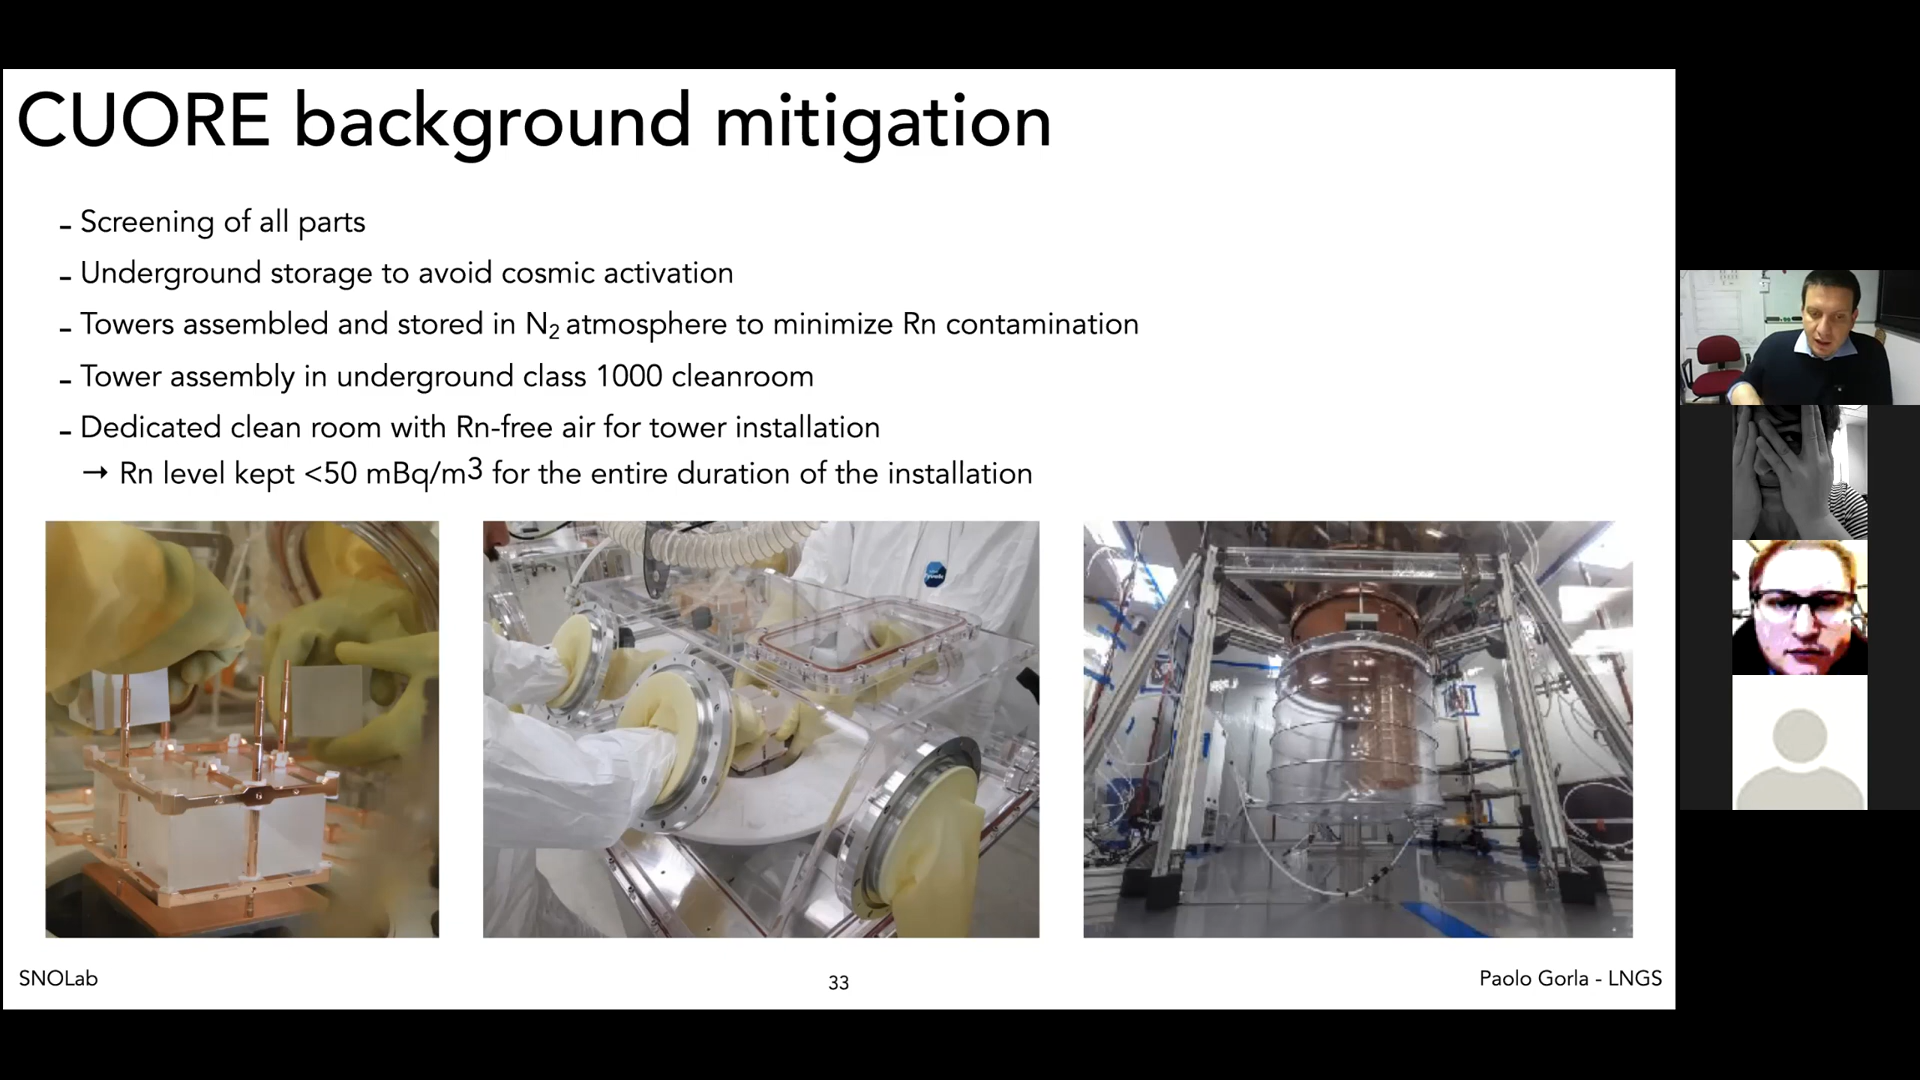 CUORE background mitigation
- Screening of all parts
- Underground storage to avoid cosmic activation
- Towers assembled and stored in N₂ atmosphere to minimize Rn contamination
- Tower assembly in underground class 1000 cleanroom
- Dedicated clean room with Rn-free air for tower installation
→ Rn level kept <50 mBq/m³ for the entire duration of the installation
SNOLab
33
Paolo Gorla - LNGS